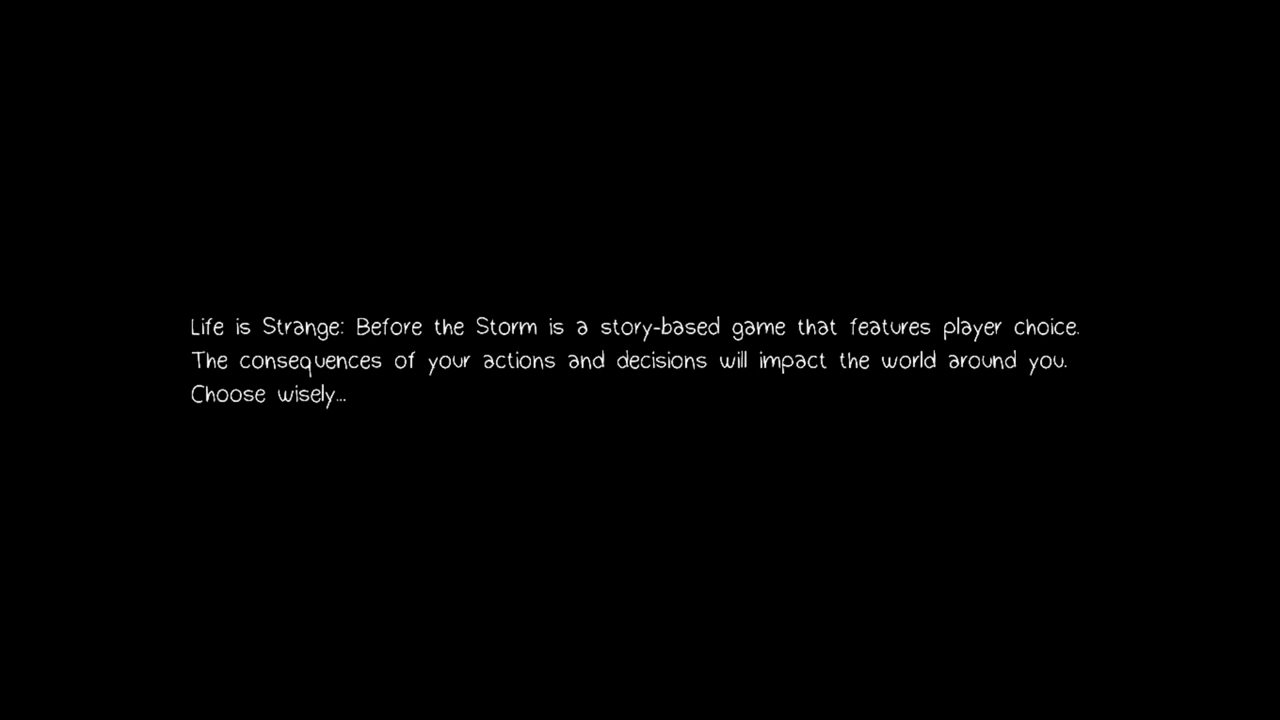 Life is Strange: Before the Storm is a story-based game that features player choice.
The consequences of your actions and decisions will impact the world around you.
Choose wisely...